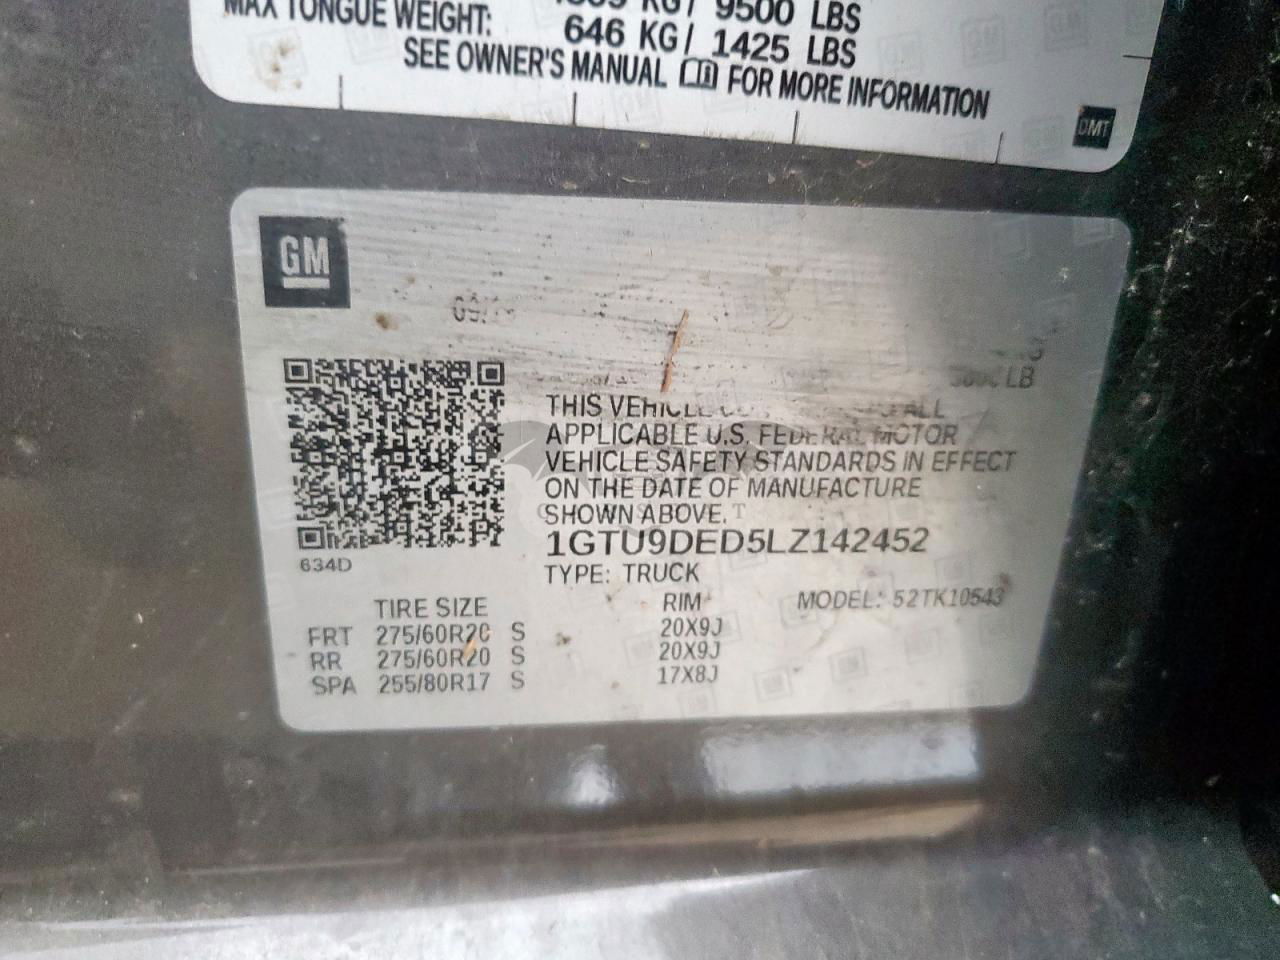 KG/ 9500 LBS
MAX TONGUE WEIGHT: 646 KG/ 1425 LBS
SEE OWNER'S MANUAL FOR MORE INFORMATION
DMT
GM
09/
LB
THIS VEHICLE ALL
APPLICABLE U.S. FEDERAL MOTOR
VEHICLE SAFETY STANDARDS IN EFFECT
ON THE DATE OF MANUFACTURE
SHOWN ABOVE.
1GTU9DED5LZ142452
634D
TYPE: TRUCK
TIRE SIZE RIM MODEL: 52TK10543
FRT 275/60R20 S 20X9J
RR 275/60R20 S 20X9J
SPA 255/80R17 S 17X8J